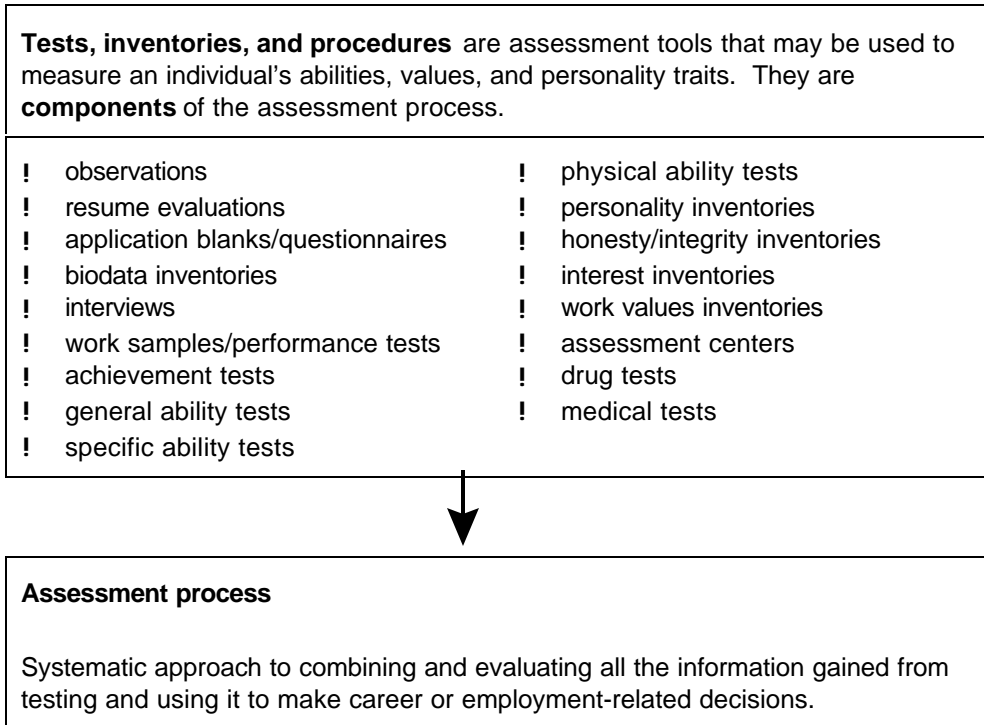 Tests, inventories, and procedures are assessment tools that may be used to
measure an individual's abilities, values, and personality traits. They are
components of the assessment process.
! observations
! resume evaluations
! application blanks/questionnaires
! biodata inventories
! interviews
! work samples/performance tests
! achievement tests
! general ability tests
! specific ability tests
! physical ability tests
! personality inventories
! honesty/integrity inventories
! interest inventories
! work values inventories
! assessment centers
! drug tests
! medical tests
Assessment process
Systematic approach to combining and evaluating all the information gained from
testing and using it to make career or employment-related decisions.